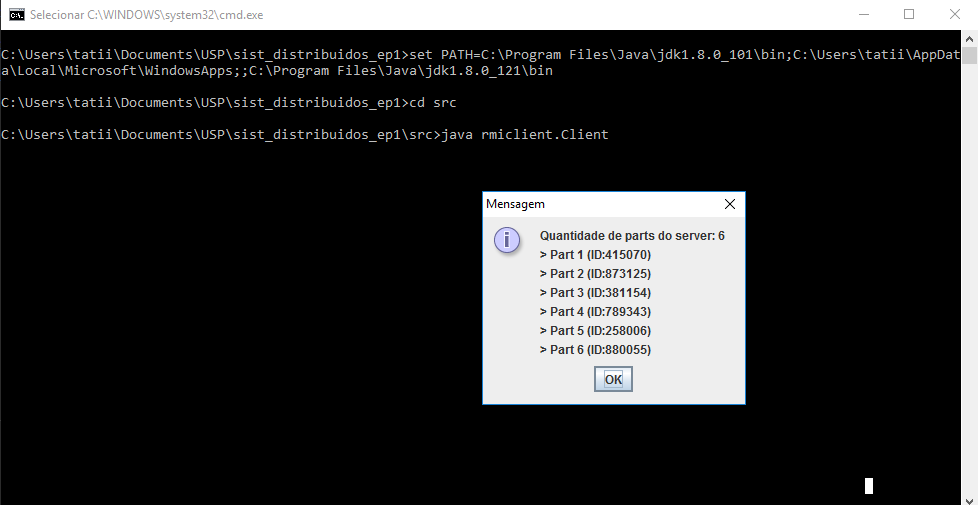 Selecionar C:\WINDOWS\system32\cmd.exe
C:\Users\tatii\Documents\USP\sist_distribuidos_ep1>set PATH=C:\Program Files\Java\jdk1.8.0_101\bin;C:\Users\tatii\AppDat
a\Local\Microsoft\WindowsApps;;C:\Program Files\Java\jdk1.8.0_121\bin
C:\Users\tatii\Documents\USP\sist_distribuidos_ep1>cd src
C:\Users\tatii\Documents\USP\sist_distribuidos_ep1\src>java rmiclient.Client
Mensagem
Quantidade de parts do server: 6
> Part 1 (ID:415070)
> Part 2 (ID:873125)
> Part 3 (ID:381154)
> Part 4 (ID:789343)
> Part 5 (ID:258006)
> Part 6 (ID:880055)
OK